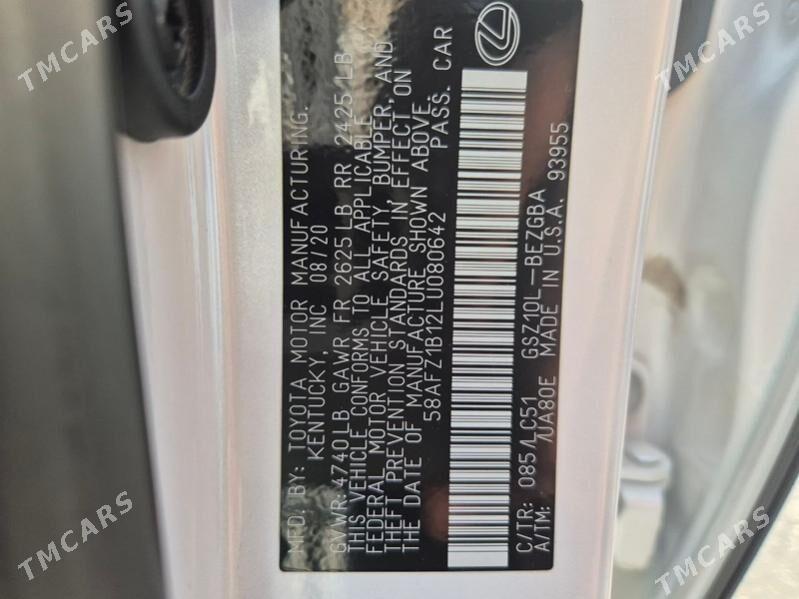 MFD. BY: TOYOTA MOTOR MANUFACTURING.
KENTUCKY, INC 08/20
GVWR: 4740LB GAWR FR 2625LB RR 2425LB
THIS VEHICLE CONFORMS TO ALL APPLICABLE
FEDERAL MOTOR VEHICLE SAFETY, BUMPER, AND
THEFT PREVENTION STANDARDS IN EFFECT ON
THE DATE OF MANUFACTURE SHOWN ABOVE.
58AFZ1B12LU080642 PASS. CAR
C/TR: 085/LC51 GSZ10L-BEZGBA
A/TM: /UA80E MADE IN U.S.A. 93955
TMCARS
TMCARS
TMCARS
TMCARS